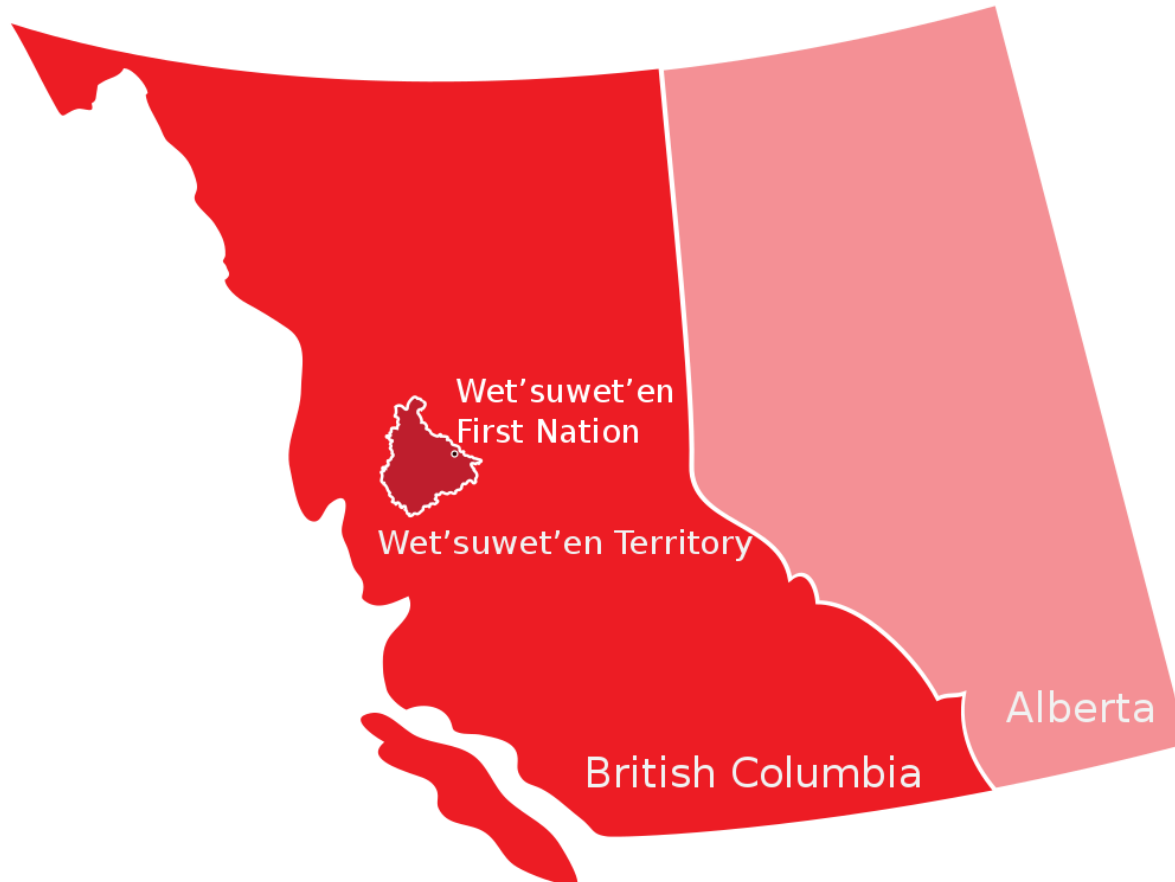 Wet’suwet’en
First Nation
Wet’suwet’en Territory
Alberta
British Columbia